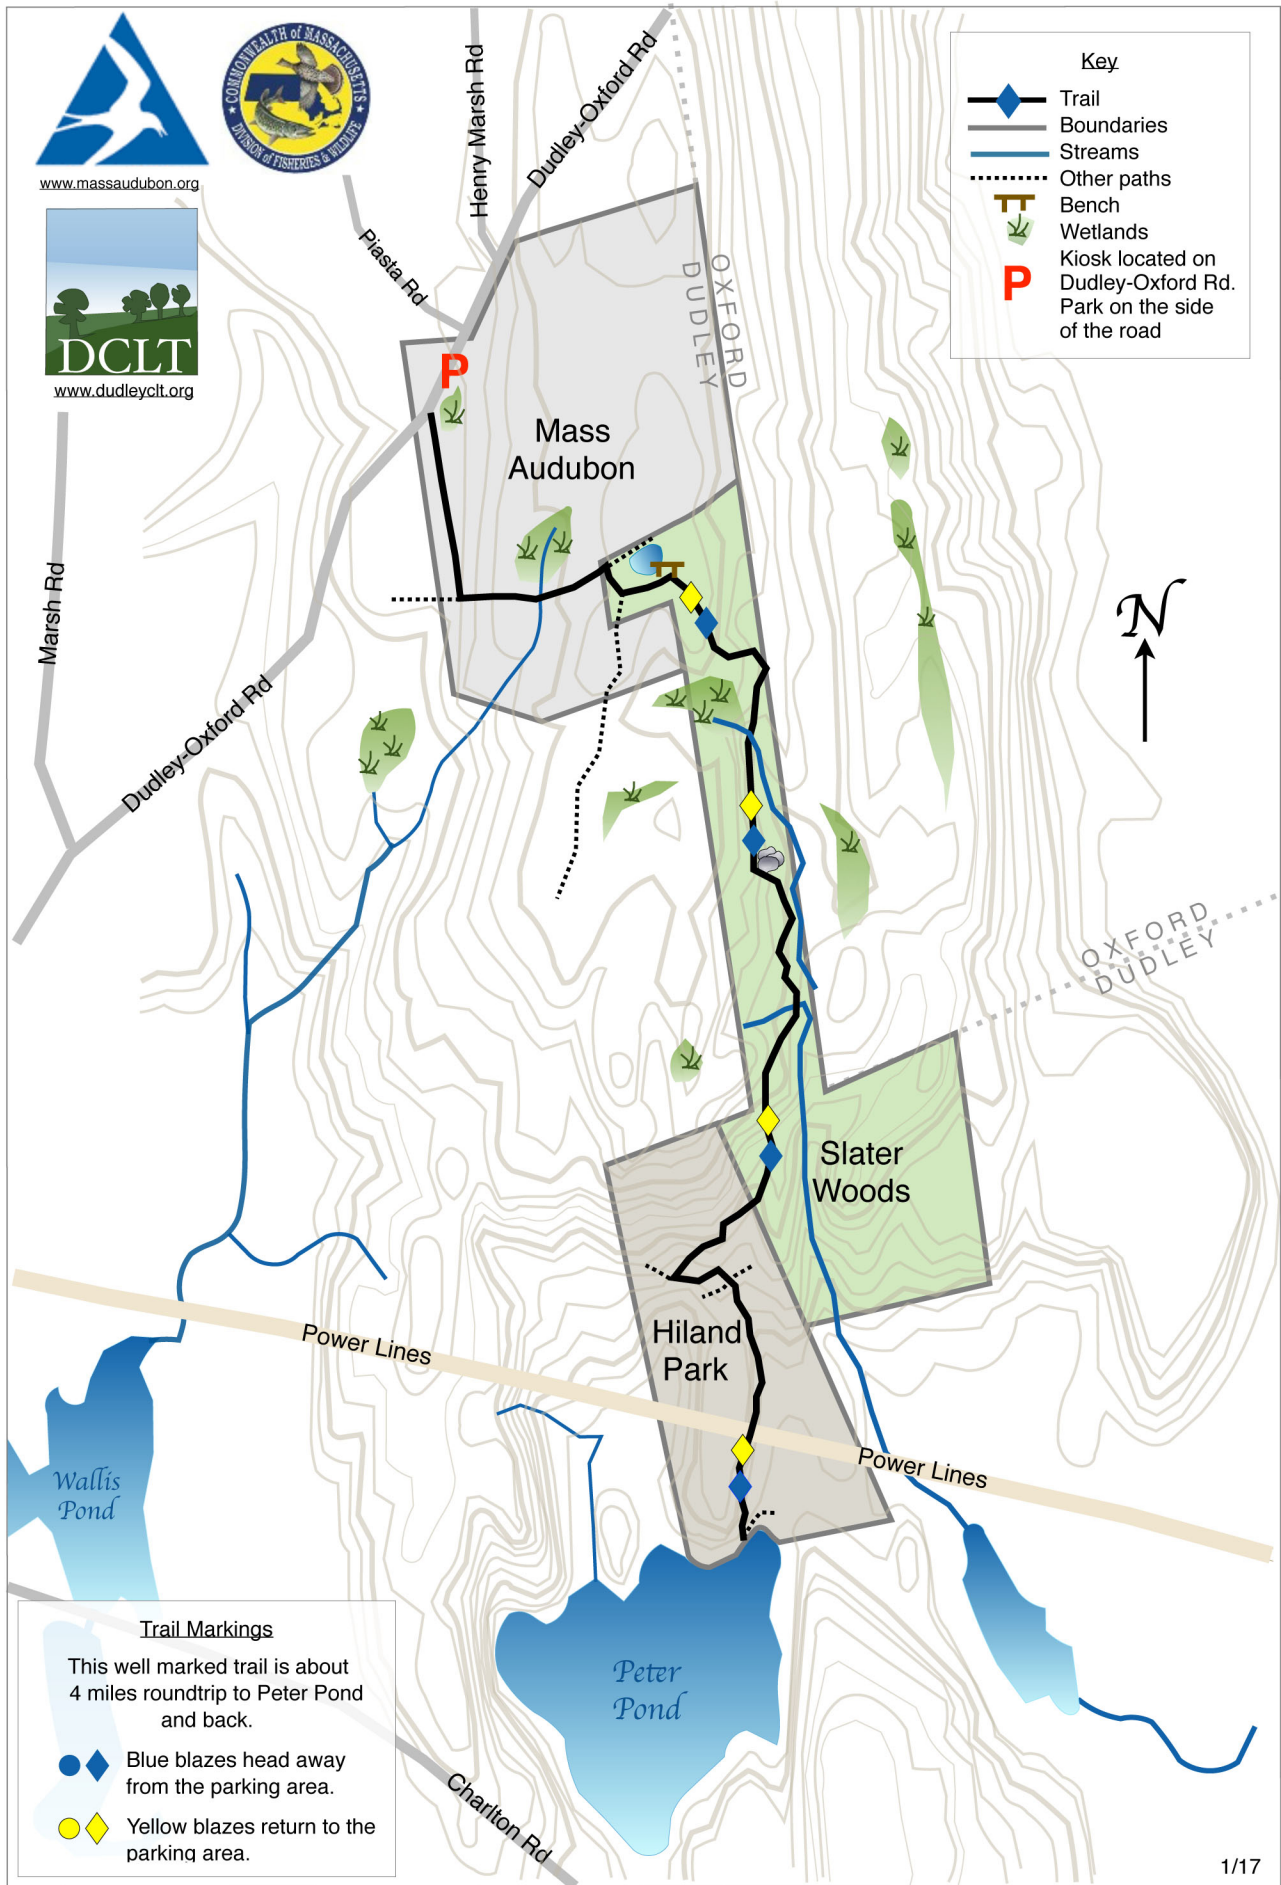 COMMONWEALTH of MASSACHUSETTS
DIVISION of FISHERIES & WILDLIFE
www.massaudubon.org
DCLT
www.dudleyclt.org
Henry Marsh Rd
Dudley-Oxford Rd
Piasta Rd
Key
Trail
Boundaries
Streams
Other paths
Bench
Wetlands
P
Kiosk located on
Dudley-Oxford Rd.
Park on the side
of the road
OXFORD
DUDLEY
P
Mass
Audubon
Marsh Rd
Dudley-Oxford Rd
N
OXFORD
DUDLEY
Slater
Woods
Hiland
Park
Power Lines
Power Lines
Wallis
Pond
Peter
Pond
Trail Markings
This well marked trail is about
4 miles roundtrip to Peter Pond
and back.
Blue blazes head away
from the parking area.
Yellow blazes return to the
parking area.
Charlton Rd
1/17